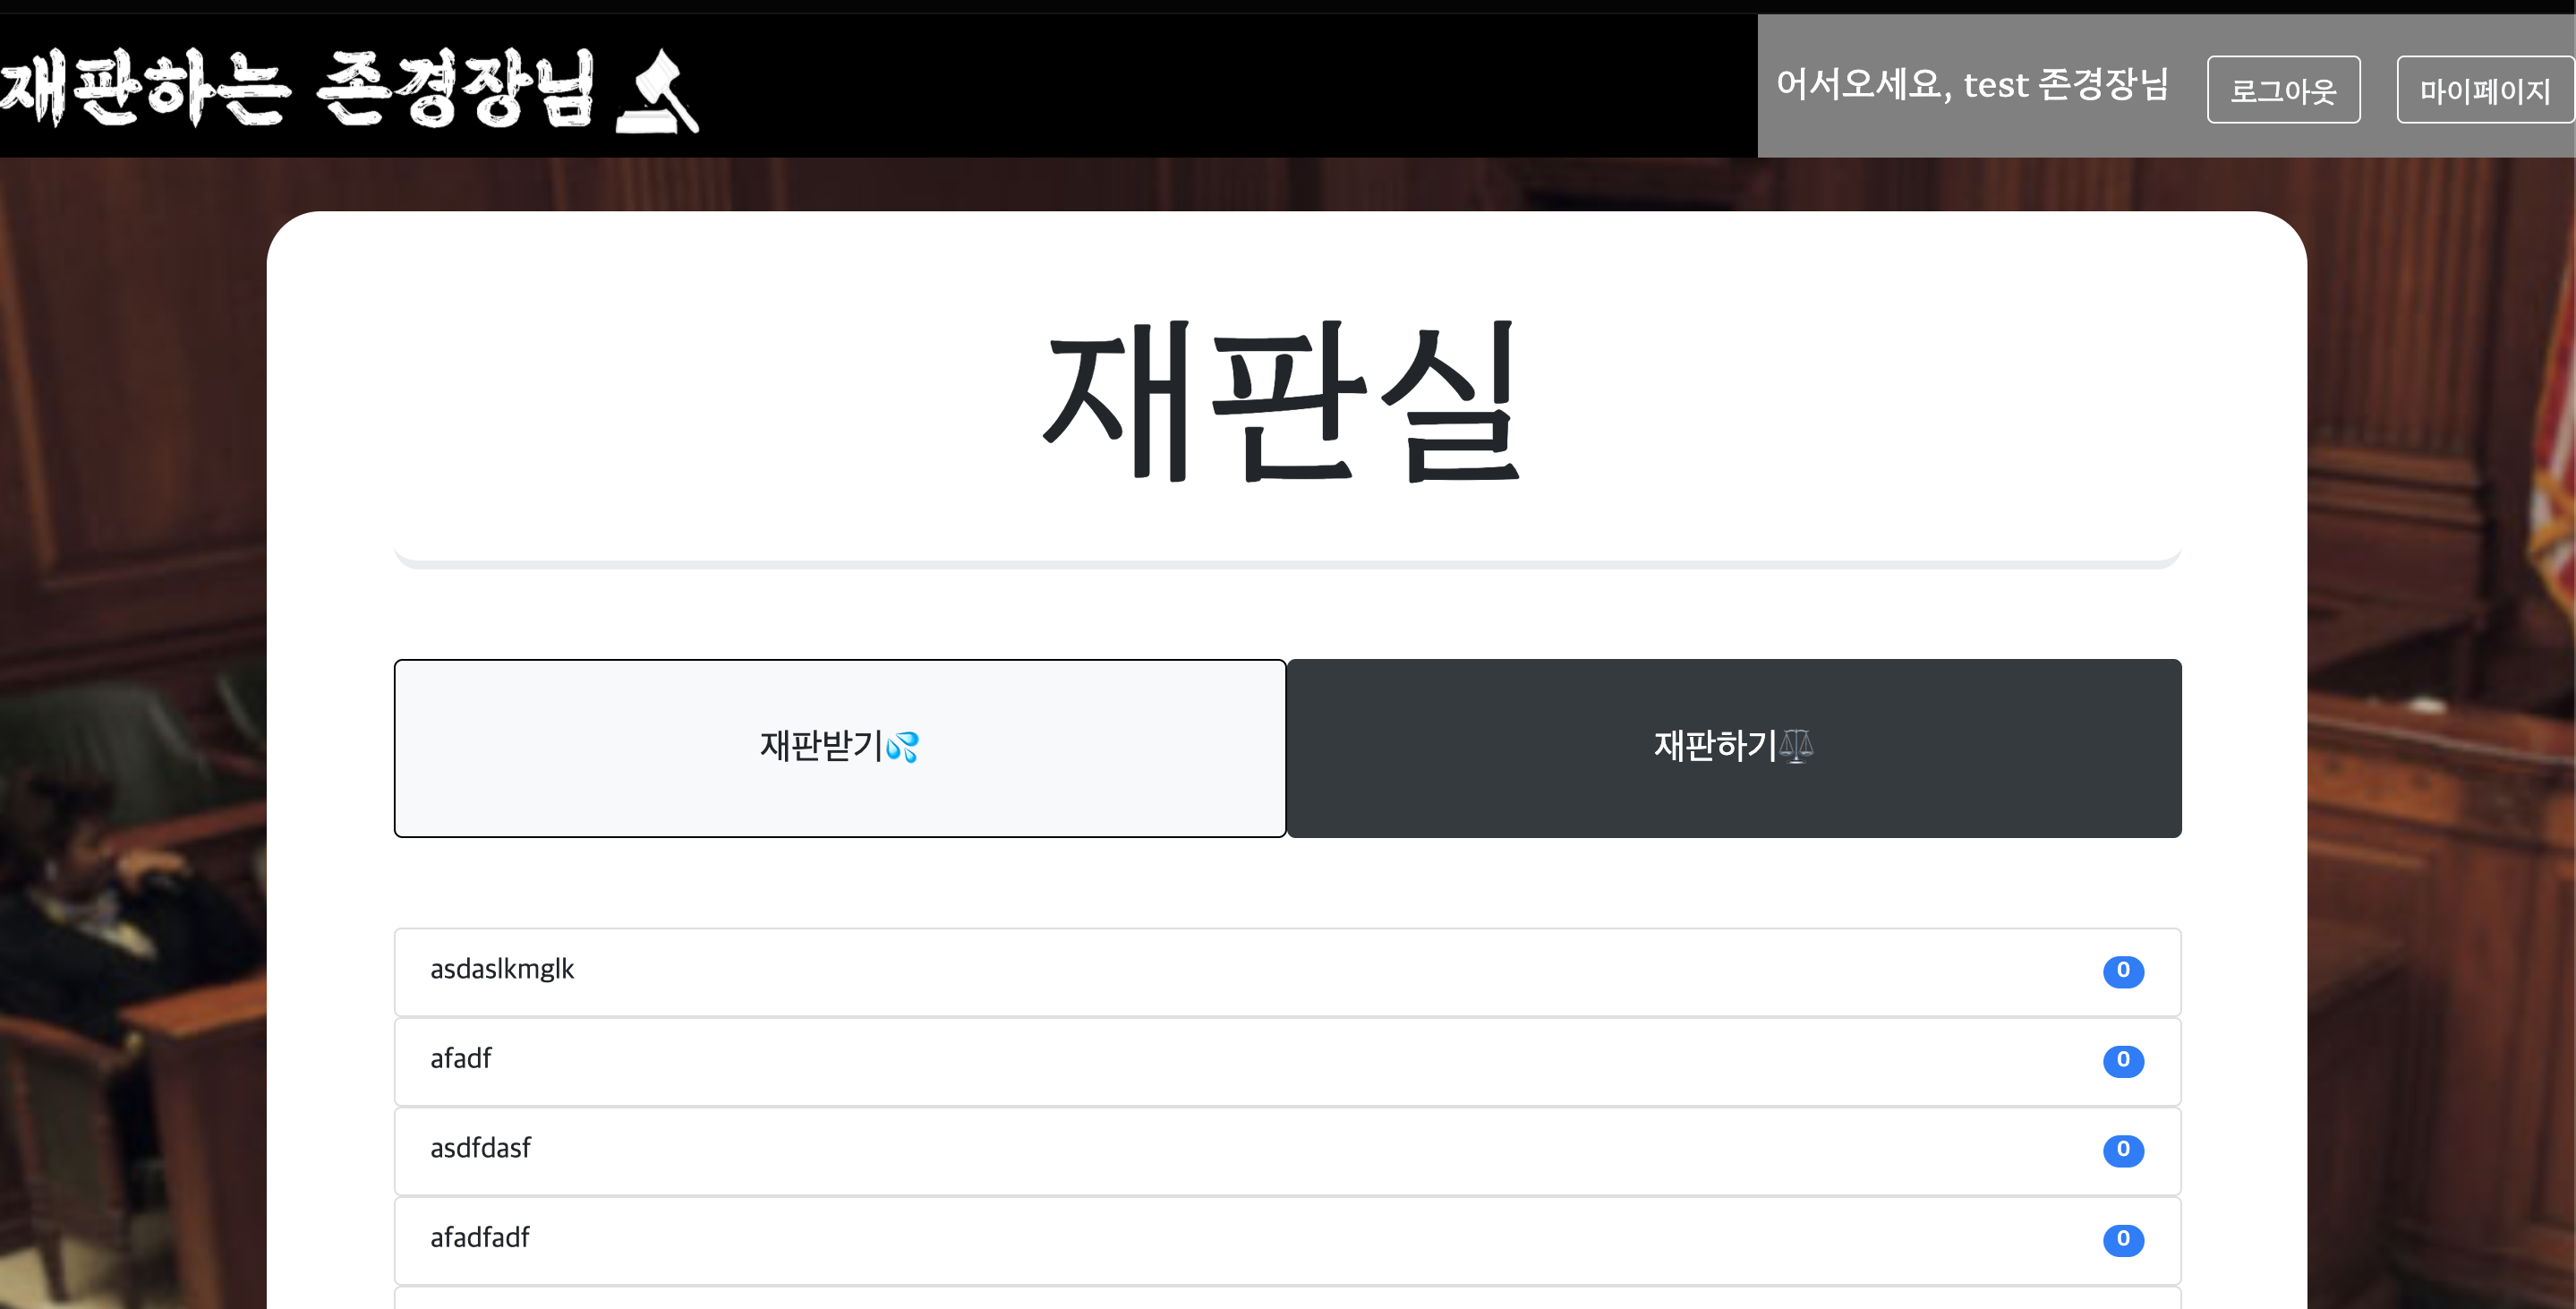 재판하는 존경장님
어서오세요, test 존경장님 로그아웃 마이페이지
재판실
재판받기💦 재판하기⚖
asdaslkmglk 0
afadf 0
asdfdasf 0
afadfadf 0